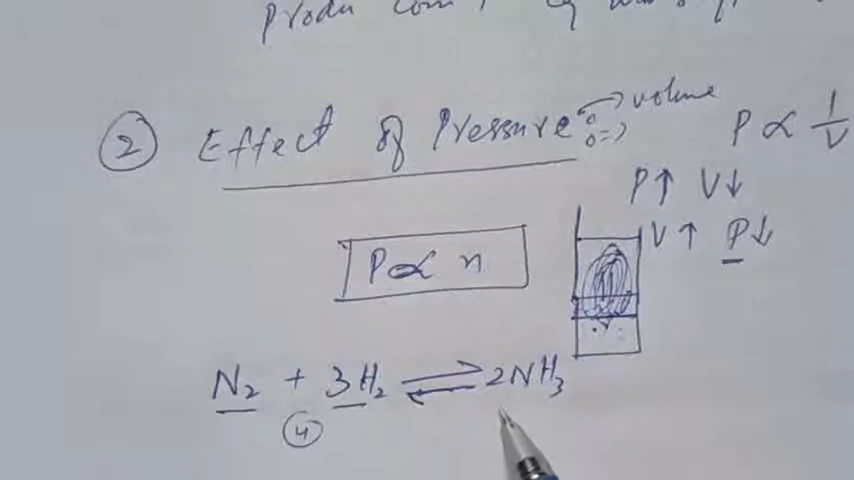 ② Effect of Pressure ⇒ volume
P ∝ 1/V
P↑ V↓
V↑ P↓
P ∝ n
N₂ + 3H₂ ⇌ 2NH₃
④